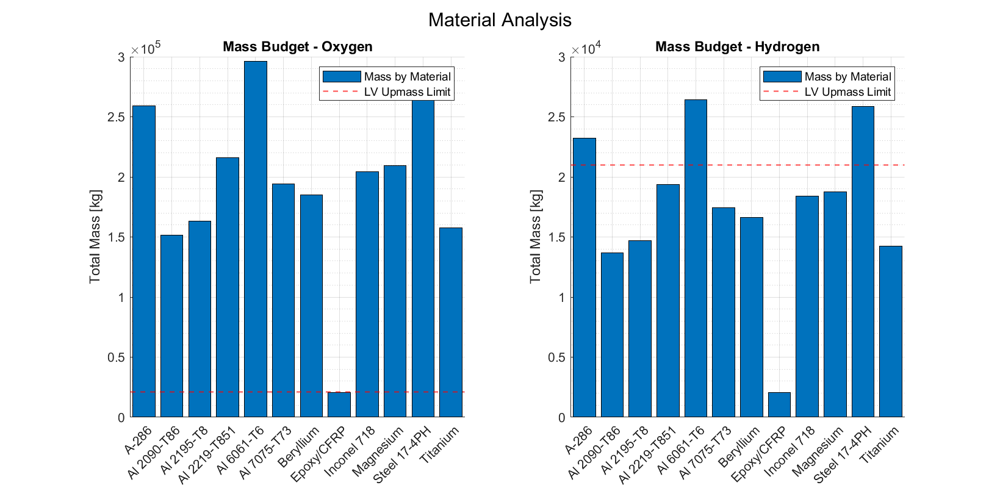 Material Analysis
Mass Budget - Oxygen
×10⁵
Mass by Material
LV Upmass Limit
Total Mass [kg]
3
2.5
2
1.5
1
0.5
0
A-286
Al 2090-T86
Al 2195-T8
Al 2219-T851
Al 6061-T6
Al 7075-T73
Beryllium
Epoxy/CFRP
Inconel 718
Magnesium
Steel 17-4PH
Titanium
Mass Budget - Hydrogen
×10⁴
Mass by Material
LV Upmass Limit
Total Mass [kg]
3
2.5
2
1.5
1
0.5
0
A-286
Al 2090-T86
Al 2195-T8
Al 2219-T851
Al 6061-T6
Al 7075-T73
Beryllium
Epoxy/CFRP
Inconel 718
Magnesium
Steel 17-4PH
Titanium